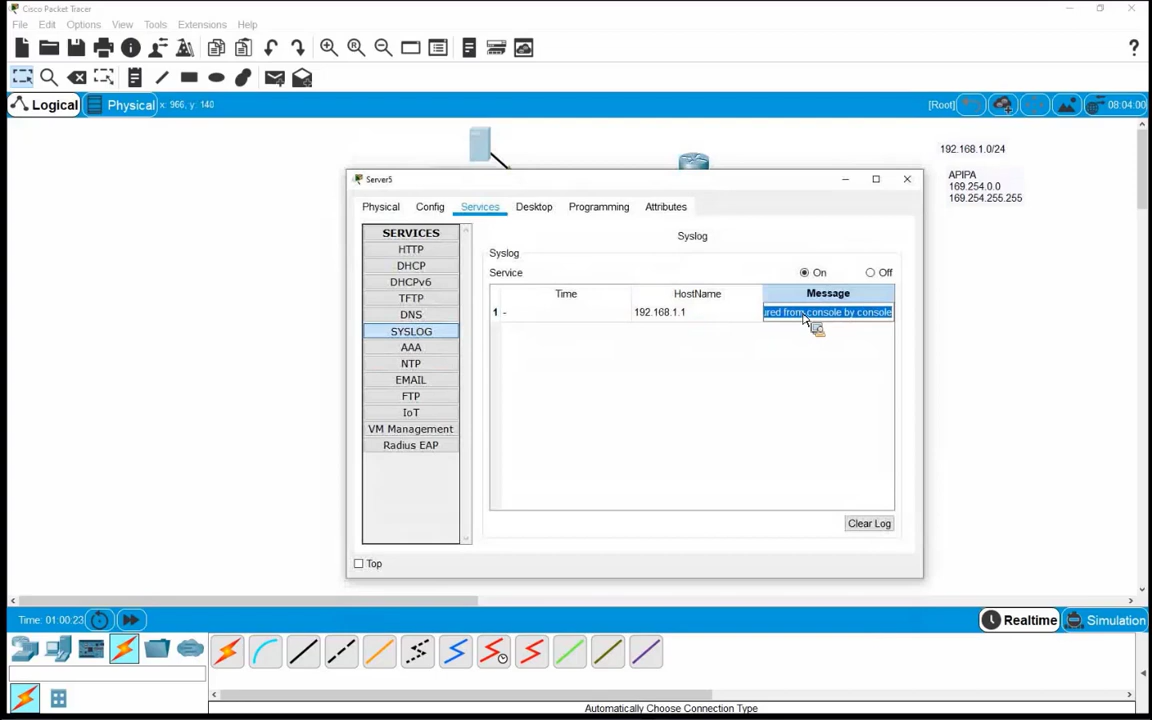 Cisco Packet Tracer
File Edit Options View Tools Extensions Help
?
Logical Physical x: 966, y: 140 [Root] 08:04:00
192.168.1.0/24
APIPA
169.254.0.0
169.254.255.255
Server5
Physical Config Services Desktop Programming Attributes
SERVICES
HTTP
DHCP
DHCPv6
TFTP
DNS
SYSLOG
AAA
NTP
EMAIL
FTP
IoT
VM Management
Radius EAP
Syslog
Syslog
Service On Off
Time HostName Message
1 - 192.168.1.1 ured from console by console
Clear Log
Top
Time: 01:00:23 Realtime Simulation
Automatically Choose Connection Type